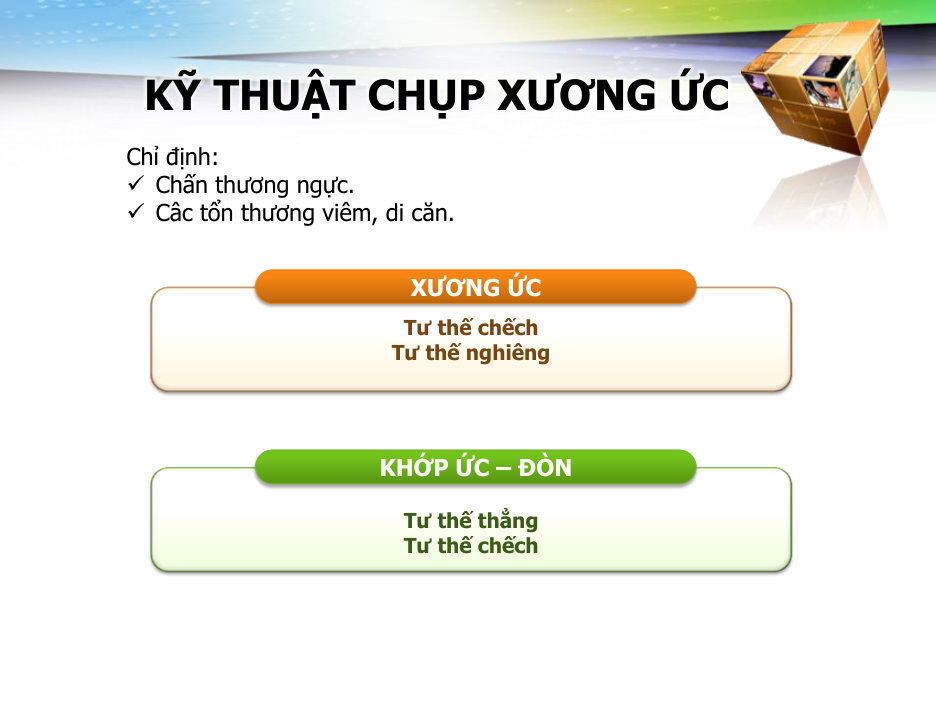 KỸ THUẬT CHỤP XƯƠNG ỨC
Chỉ định:
✓ Chấn thương ngực.
✓ Câc tổn thương viêm, di căn.
XƯƠNG ỨC
Tư thế chếch
Tư thế nghiêng
KHỚP ỨC – ĐÒN
Tư thế thẳng
Tư thế chếch